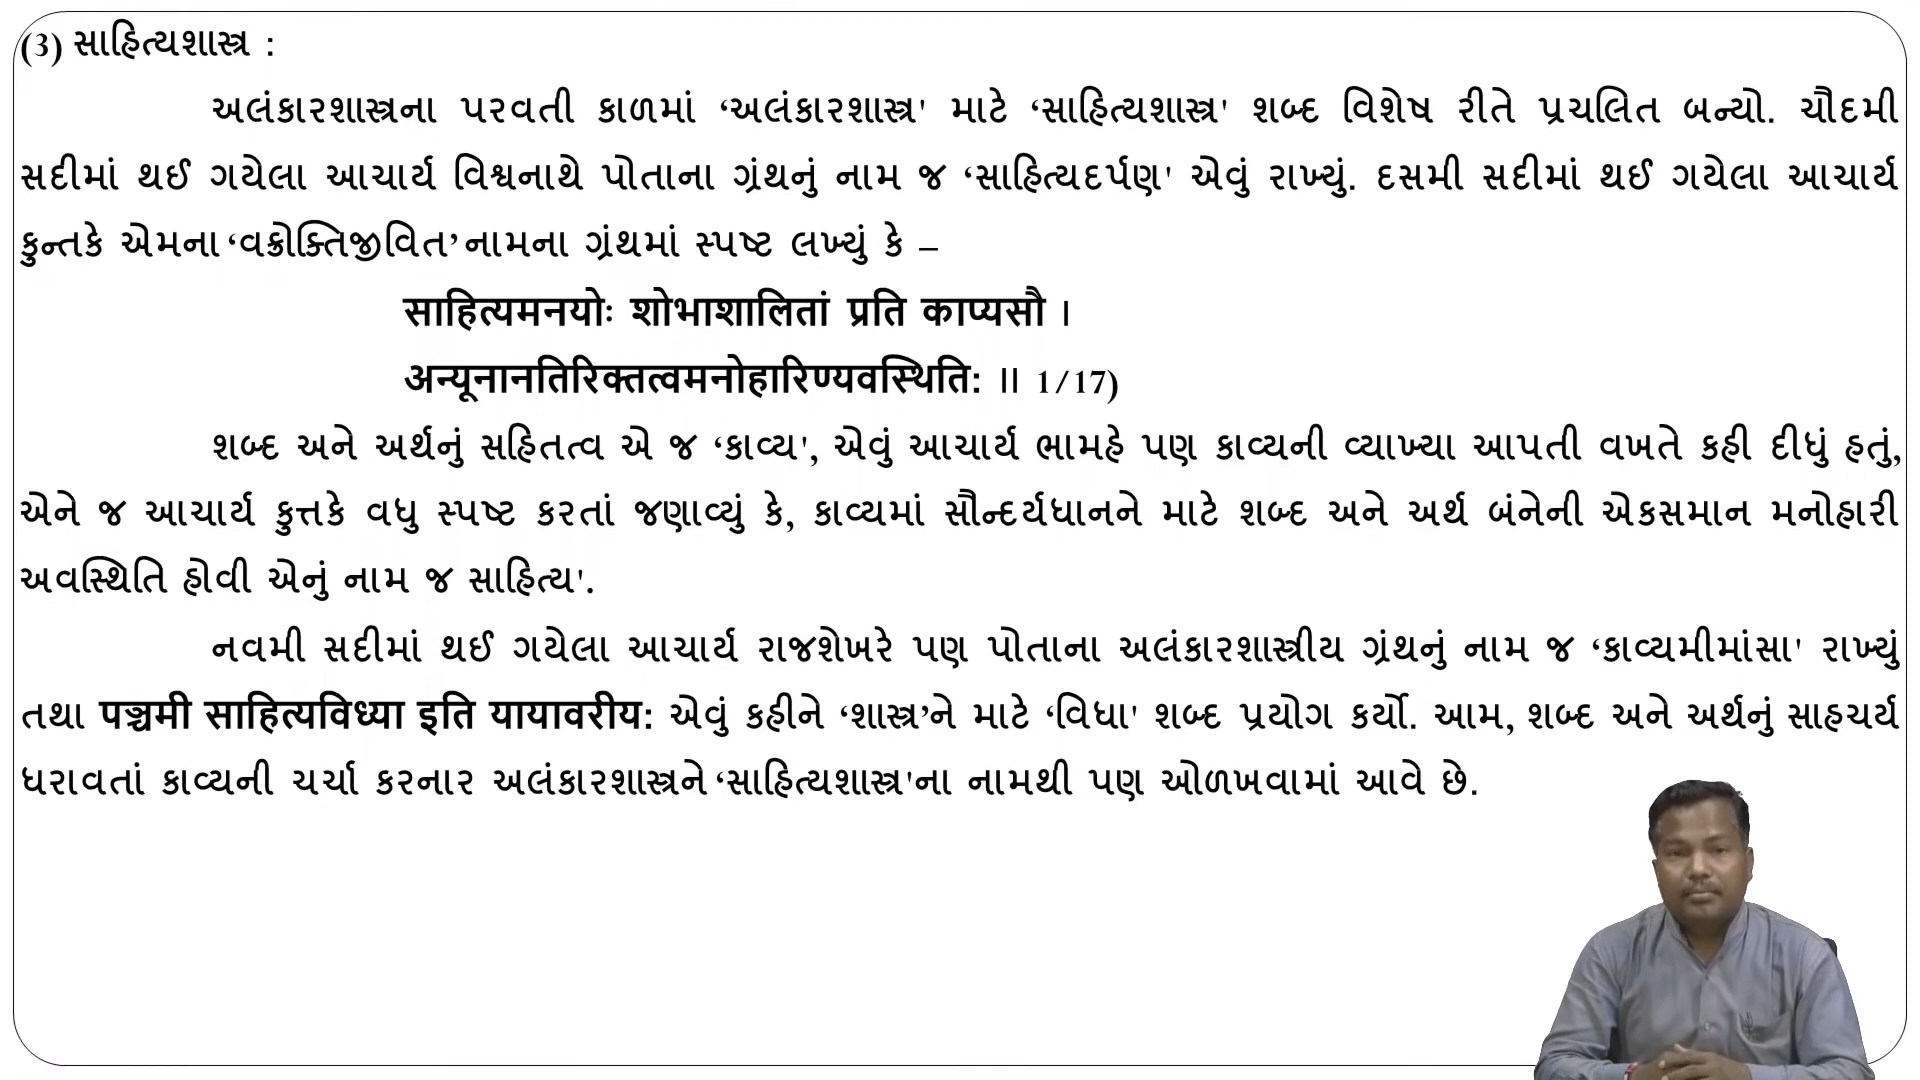 (3) સાહિત્યશાસ્ત્ર :
અલંકારશાસ્ત્રના પરવતી કાળમાં ‘અલંકારશાસ્ત્ર' માટે ‘સાહિત્યશાસ્ત્ર' શબ્દ વિશેષ રીતે પ્રચલિત બન્યો. ચૌદમી
સદીમાં થઈ ગયેલા આચાર્ય વિશ્વનાથે પોતાના ગ્રંથનું નામ જ ‘સાહિત્યદર્પણ' એવું રાખ્યું. દસમી સદીમાં થઈ ગયેલા આચાર્ય
કુન્તકે એમના ‘વક્રોક્તિજીવિત’ નામના ગ્રંથમાં સ્પષ્ટ લખ્યું કે –
साहित्यमनयोः शोभाशालितां प्रति काप्यसौ ।
अन्यूनानतिरिक्तत्वमनोहारिण्यवस्थिति: ।। 1/17)
શબ્દ અને અર્થનું સહિતત્વ એ જ ‘કાવ્ય', એવું આચાર્ય ભામહે પણ કાવ્યની વ્યાખ્યા આપતી વખતે કહી દીધું હતું,
એને જ આચાર્ય કુત્તકે વધુ સ્પષ્ટ કરતાં જણાવ્યું કે, કાવ્યમાં સૌન્દર્યધાનને માટે શબ્દ અને અર્થ બંનેની એકસમાન મનોહારી
અવસ્થિતિ હોવી એનું નામ જ સાહિત્ય'.
નવમી સદીમાં થઈ ગયેલા આચાર્ય રાજશેખરે પણ પોતાના અલંકારશાસ્ત્રીય ગ્રંથનું નામ જ ‘કાવ્યમીમાંસા' રાખ્યું
તથા पञ्चमी साहित्यविध्या इति यायावरीय: એવું કહીને ‘શાસ્ત્ર’ને માટે ‘વિધા' શબ્દ પ્રયોગ કર્યો. આમ, શબ્દ અને અર્થનું સાહચર્ય
ધરાવતાં કાવ્યની ચર્ચા કરનાર અલંકારશાસ્ત્રને ‘સાહિત્યશાસ્ત્ર'ના નામથી પણ ઓળખવામાં આવે છે.